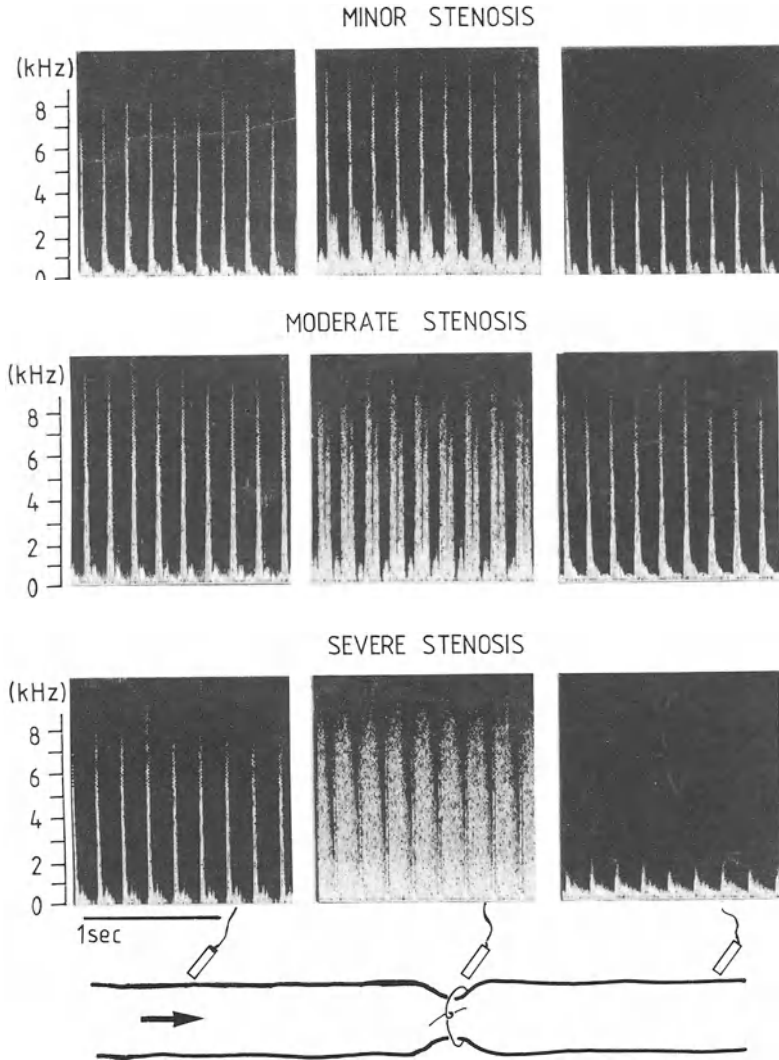 MINOR STENOSIS
(kHz)
8
6
4
2
0
MODERATE STENOSIS
(kHz)
8
6
4
2
0
SEVERE STENOSIS
(kHz)
8
6
4
2
0
1sec